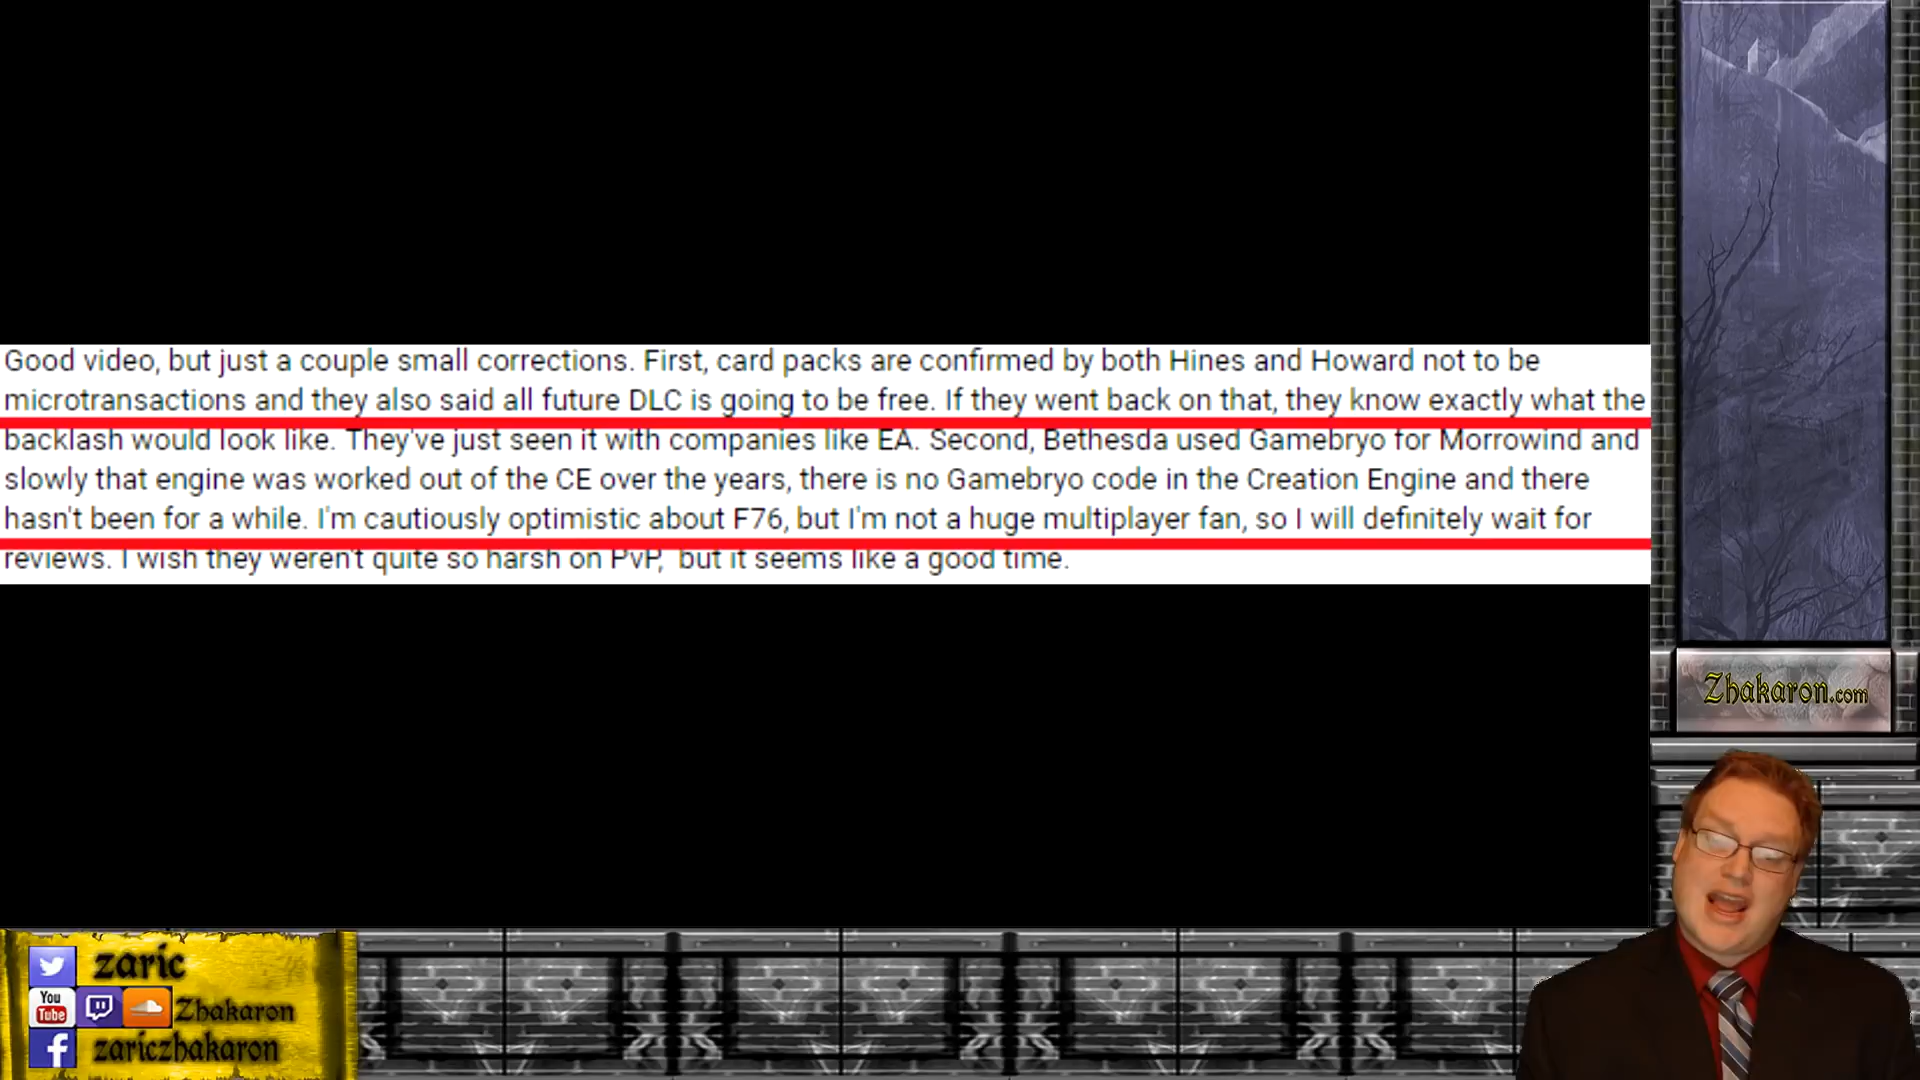 Good video, but just a couple small corrections. First, card packs are confirmed by both Hines and Howard not to be
microtransactions and they also said all future DLC is going to be free. If they went back on that, they know exactly what the
backlash would look like. They've just seen it with companies like EA. Second, Bethesda used Gamebryo for Morrowind and
slowly that engine was worked out of the CE over the years, there is no Gamebryo code in the Creation Engine and there
hasn't been for a while. I'm cautiously optimistic about F76, but I'm not a huge multiplayer fan, so I will definitely wait for
reviews. I wish they weren't quite so harsh on PvP, but it seems like a good time.
Zhakaron.com
zaric
You Tube
Zhakaron
f
zariczhakaron